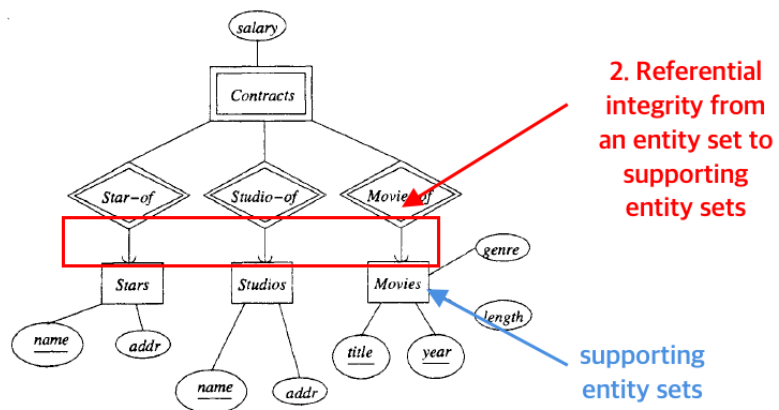 salary
Contracts
2. Referential
integrity from
an entity set to
supporting
entity sets
Star-of
Studio-of
Movie-of
Stars
Studios
Movies
genre
length
name
addr
name
addr
title
year
supporting
entity sets